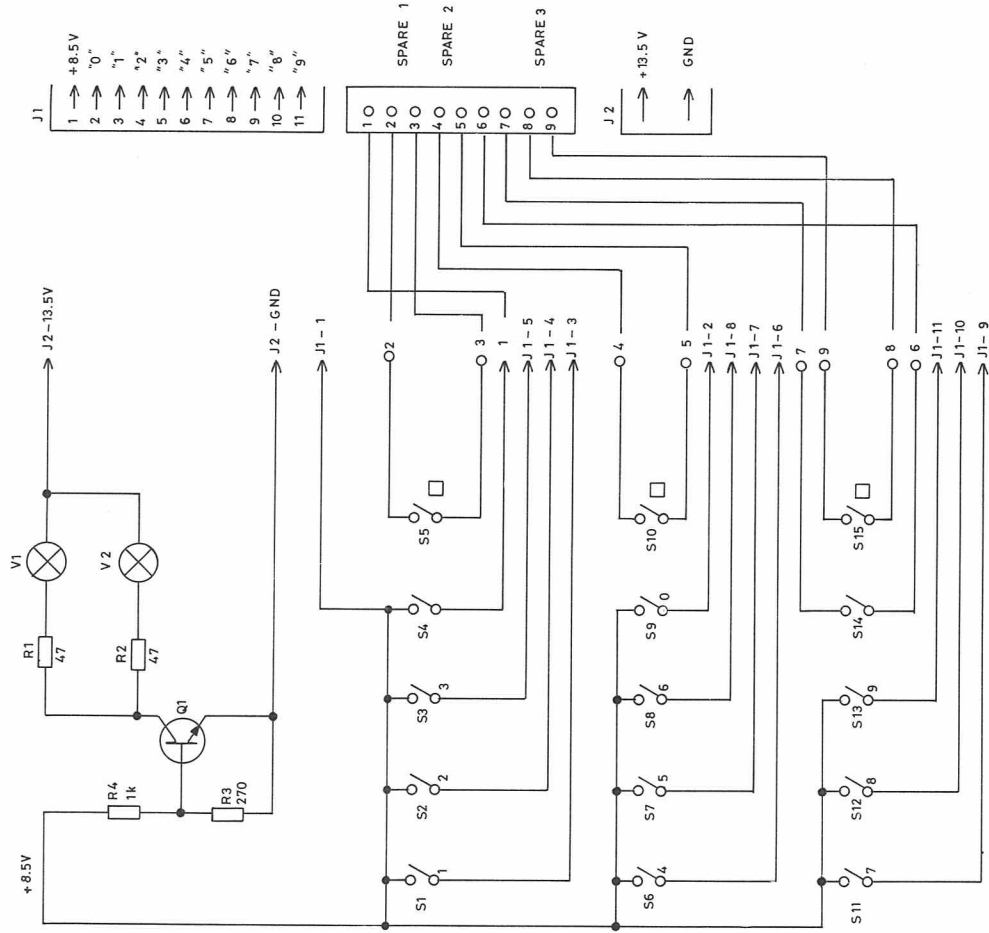 J1
1 → +8.5V
2 → "0"
3 → "1"
4 → "2"
5 → "3"
6 → "4"
7 → "5"
8 → "6"
9 → "7"
10 → "8"
11 → "9"
1
2
3
4
5
6
7
8
9
SPARE 1
SPARE 2
SPARE 3
J2
+13.5V
GND
+8.5V
R4
1k
R3
270
Q1
R1
47
R2
47
V1
V2
J2-13.5V
J2-GND
J1-1
S1
1
S2
2
S3
3
S4
S5
2
3
1
J1-5
J1-4
J1-3
S6
4
S7
5
S8
6
S9
0
S10
4
5
J1-2
J1-8
J1-7
J1-6
S11
7
S12
8
S13
9
S14
S15
7
9
8
6
J1-11
J1-10
J1-9